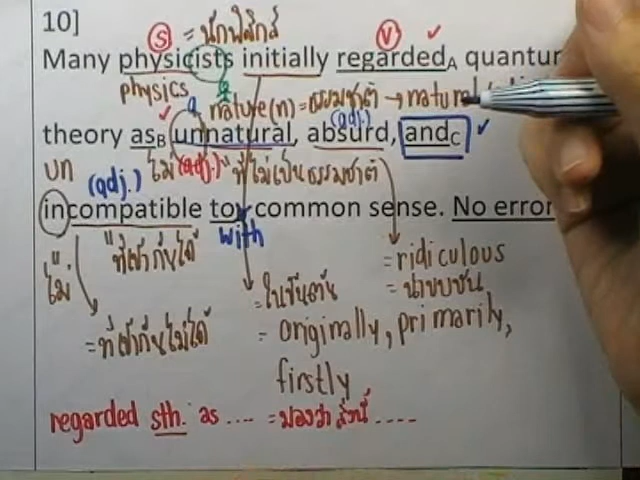 10]
Ⓢ = นักฟิสิกส์ Ⓥ ✓
Many physicists initially regarded A quantum
physics a nature (n) = ธรรมชาติ → natural
theory as B unnatural, absurd, and C ✓
บท ไม่ (adj.) "ที่ไม่เป็นธรรมชาติ (adj.)
(adj.)
incompatible to common sense. No error
with
ไม่ "ที่เข้ากันได้
= ridiculous
= น่าขบขัน
= ที่เข้ากันไม่ได้
= ในขั้นต้น
= originally, primarily,
firstly
regarded sth. as .... = มองว่า สิ่งนี้ ....